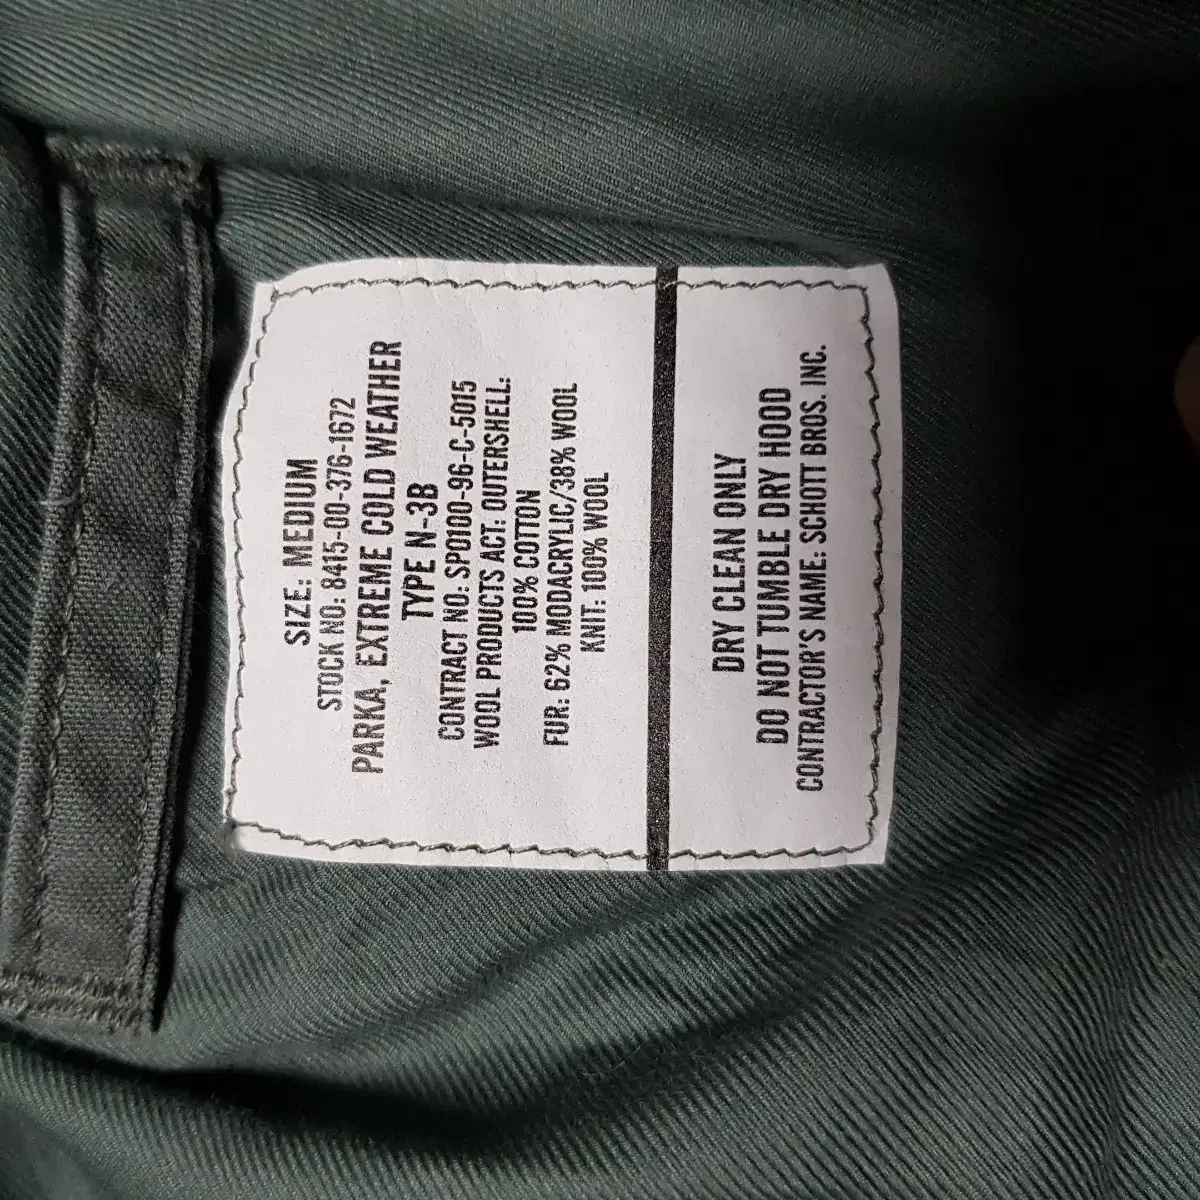 SIZE: MEDIUM
STOCK NO: 8415-00-376-1672
PARKA, EXTREME COLD WEATHER
TYPE N-3B
CONTRACT NO: SPO100-96-C-5015
WOOL PRODUCTS ACT: OUTERSHELL:
100% COTTON
FUR: 62% MODACRYLIC/38% WOOL
KNIT: 100% WOOL
DRY CLEAN ONLY
DO NOT TUMBLE DRY HOOD
CONTRACTOR'S NAME: SCHOTT BROS. INC.